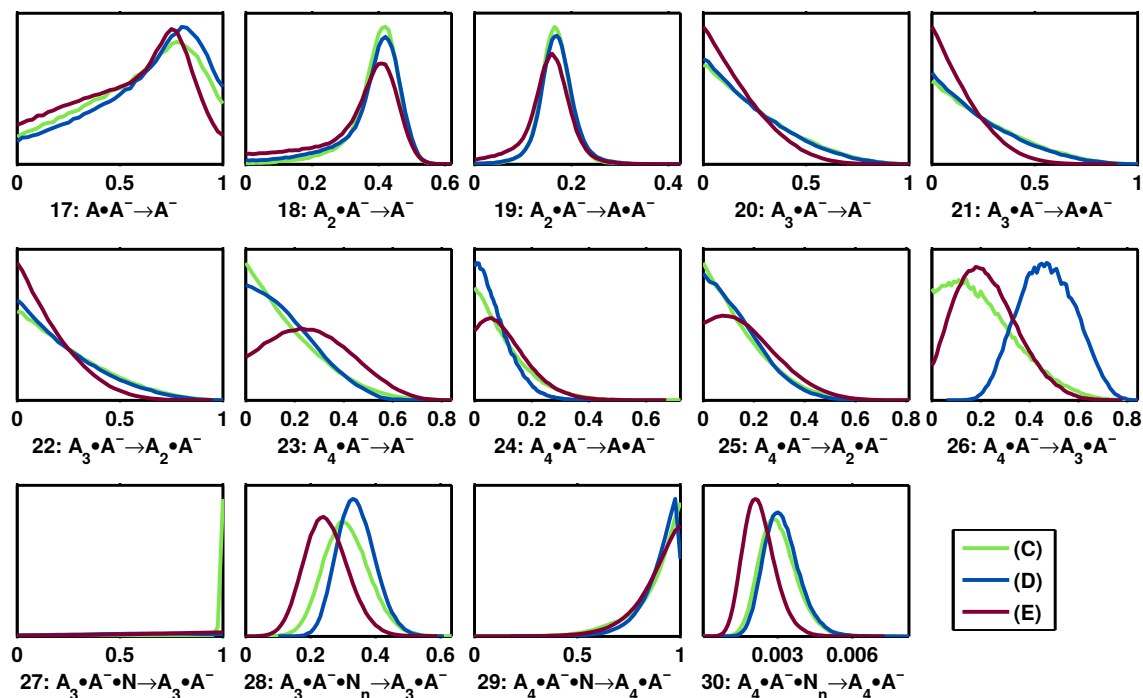 0 0.5 1 0 0.2 0.4 0.6 0 0.2 0.4 0 0.5 1 0 0.5 1
17: A•A⁻→A⁻ 18: A₂•A⁻→A⁻ 19: A₂•A⁻→A•A⁻ 20: A₃•A⁻→A⁻ 21: A₃•A⁻→A•A⁻
0 0.5 1 0 0.2 0.4 0.6 0.8 0 0.2 0.4 0.6 0 0.2 0.4 0.6 0.8 0 0.2 0.4 0.6 0.8
22: A₃•A⁻→A₂•A⁻ 23: A₄•A⁻→A⁻ 24: A₄•A⁻→A•A⁻ 25: A₄•A⁻→A₂•A⁻ 26: A₄•A⁻→A₃•A⁻
(C)
(D)
(E)
0 0.5 1 0 0.2 0.4 0.6 0 0.5 1 0.003 0.006
27: A₃•A⁻•N→A₃•A⁻ 28: A₃•A⁻•Nₙ→A₃•A⁻ 29: A₄•A⁻•N→A₄•A⁻ 30: A₄•A⁻•Nₙ→A₄•A⁻